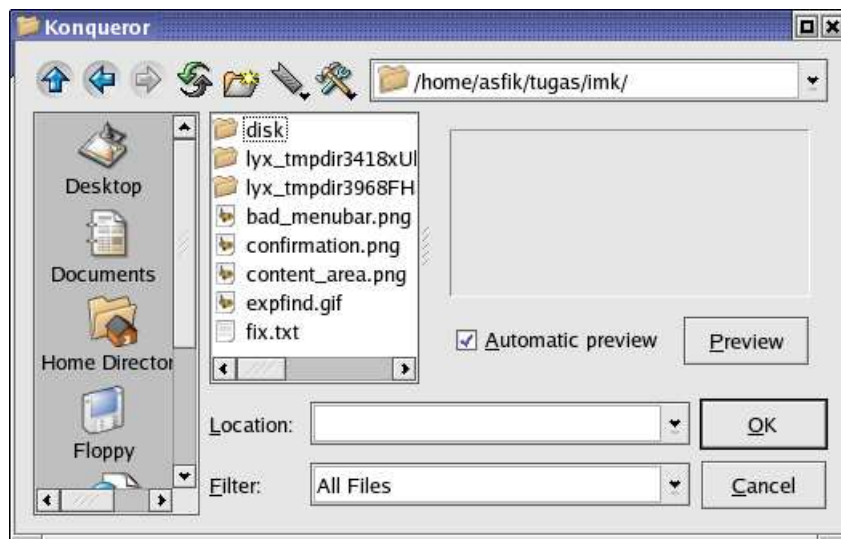 Konqueror
/home/asfik/tugas/imk/
Desktop
Documents
Home Director
Floppy
disk
lyx_tmpdir3418xUl
lyx_tmpdir3968FH
bad_menubar.png
confirmation.png
content_area.png
expfind.gif
fix.txt
Automatic preview
Preview
Location:
OK
Filter:
All Files
Cancel